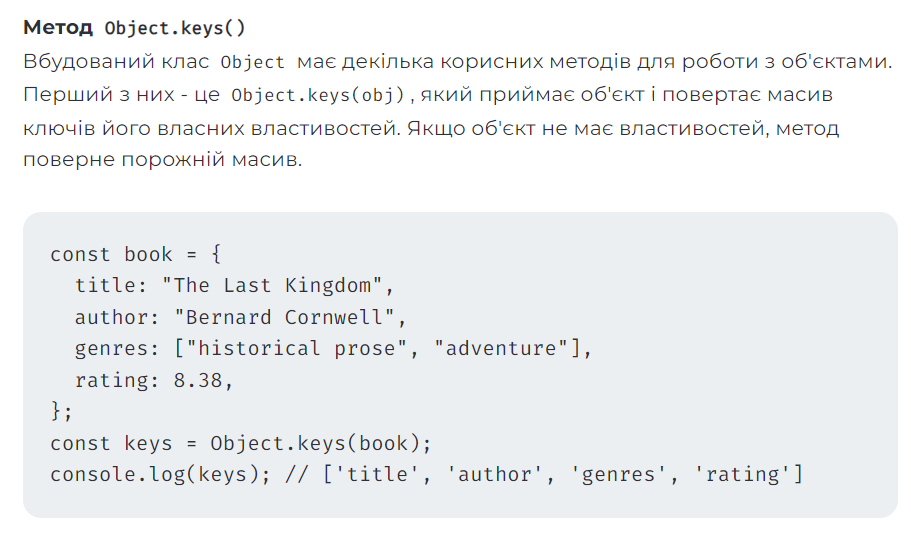 Метод Object.keys()
Вбудований клас Object має декілька корисних методів для роботи з об'єктами.
Перший з них - це Object.keys(obj), який приймає об'єкт і повертає масив
ключів його власних властивостей. Якщо об'єкт не має властивостей, метод
поверне порожній масив.
const book = {
  title: "The Last Kingdom",
  author: "Bernard Cornwell",
  genres: ["historical prose", "adventure"],
  rating: 8.38,
};
const keys = Object.keys(book);
console.log(keys); // ['title', 'author', 'genres', 'rating']